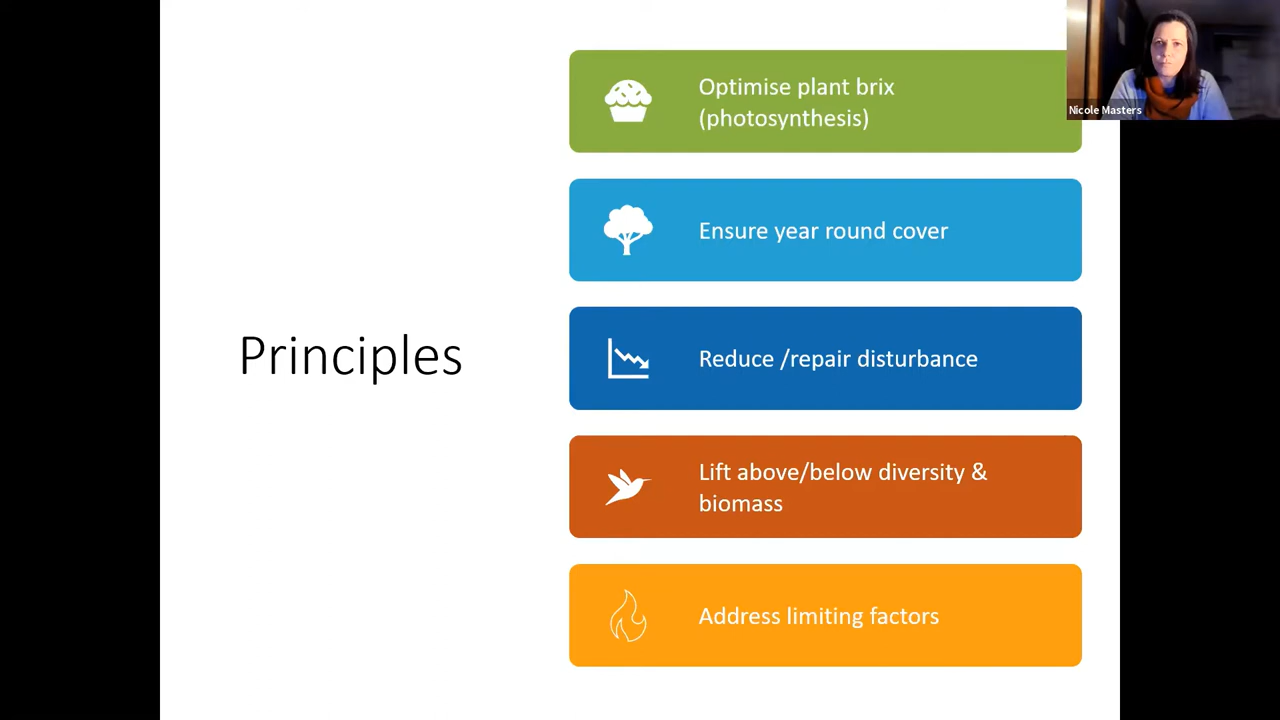 Principles
Optimise plant brix
(photosynthesis)
Ensure year round cover
Reduce /repair disturbance
Lift above/below diversity &
biomass
Address limiting factors
Nicole Masters